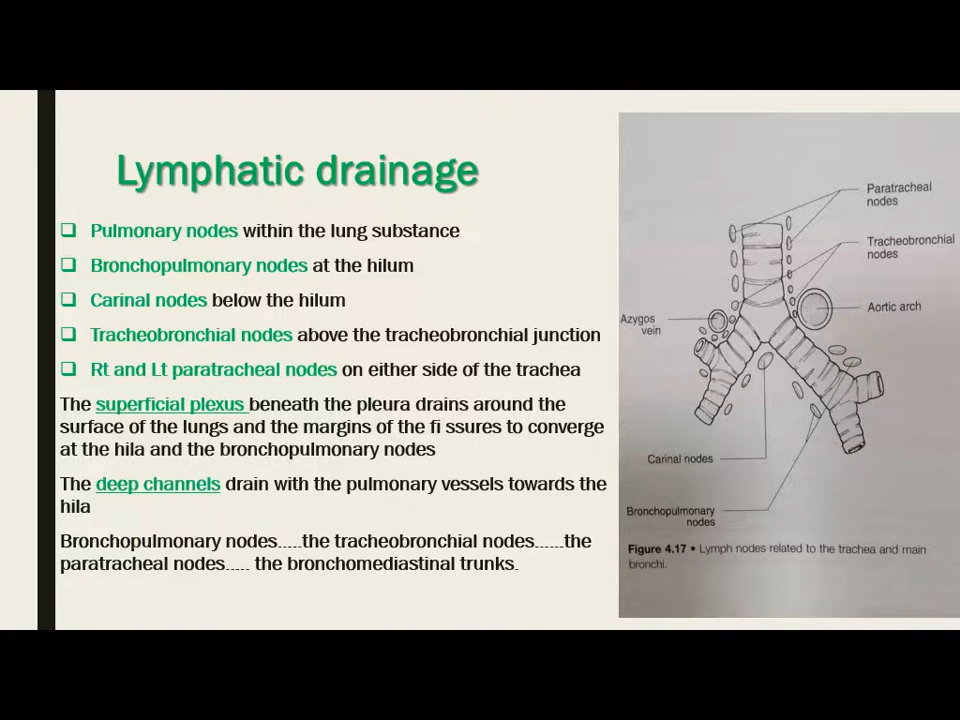 Lymphatic drainage
Pulmonary nodes within the lung substance
Bronchopulmonary nodes at the hilum
Carinal nodes below the hilum
Tracheobronchial nodes above the tracheobronchial junction
Rt and Lt paratracheal nodes on either side of the trachea
The superficial plexus beneath the pleura drains around the
surface of the lungs and the margins of the fi ssures to converge
at the hila and the bronchopulmonary nodes
The deep channels drain with the pulmonary vessels towards the
hila
Bronchopulmonary nodes.....the tracheobronchial nodes......the
paratracheal nodes..... the bronchomediastinal trunks.
Paratracheal
nodes
Tracheobronchial
nodes
Aortic arch
Azygos
vein
Carinal nodes
Bronchopulmonary
nodes
Figure 4.17 • Lymph nodes related to the trachea and main
bronchi.